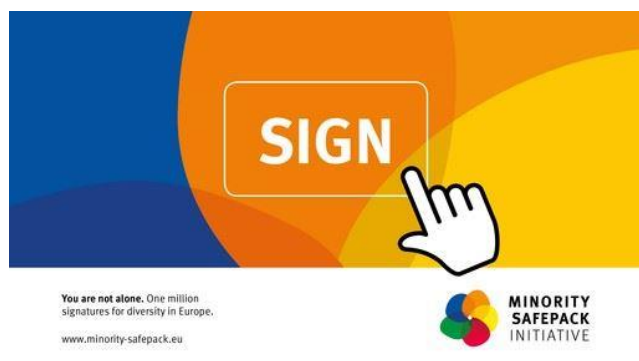 SIGN
You are not alone. One million
signatures for diversity in Europe.
www.minority-safepack.eu
MINORITY
SAFEPACK
INITIATIVE